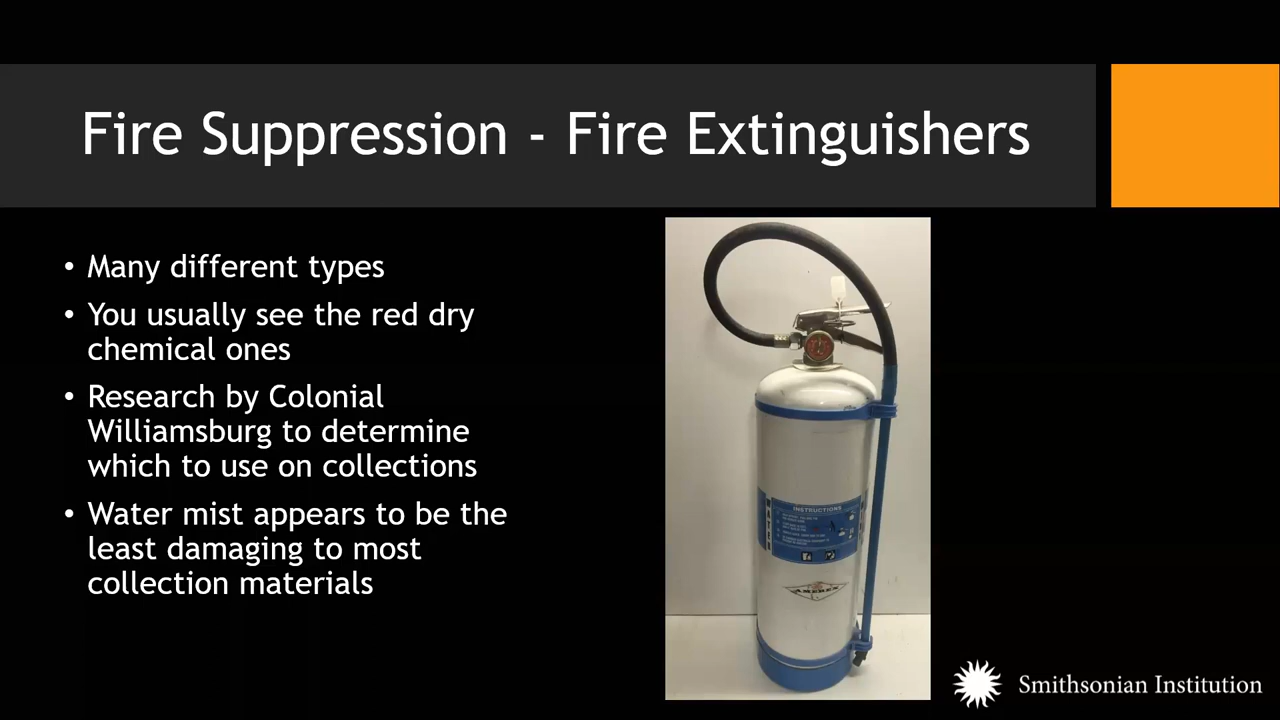 Fire Suppression - Fire Extinguishers
• Many different types
• You usually see the red dry
chemical ones
• Research by Colonial
Williamsburg to determine
which to use on collections
• Water mist appears to be the
least damaging to most
collection materials
INSTRUCTIONS
WATER
AMEREX
Smithsonian Institution